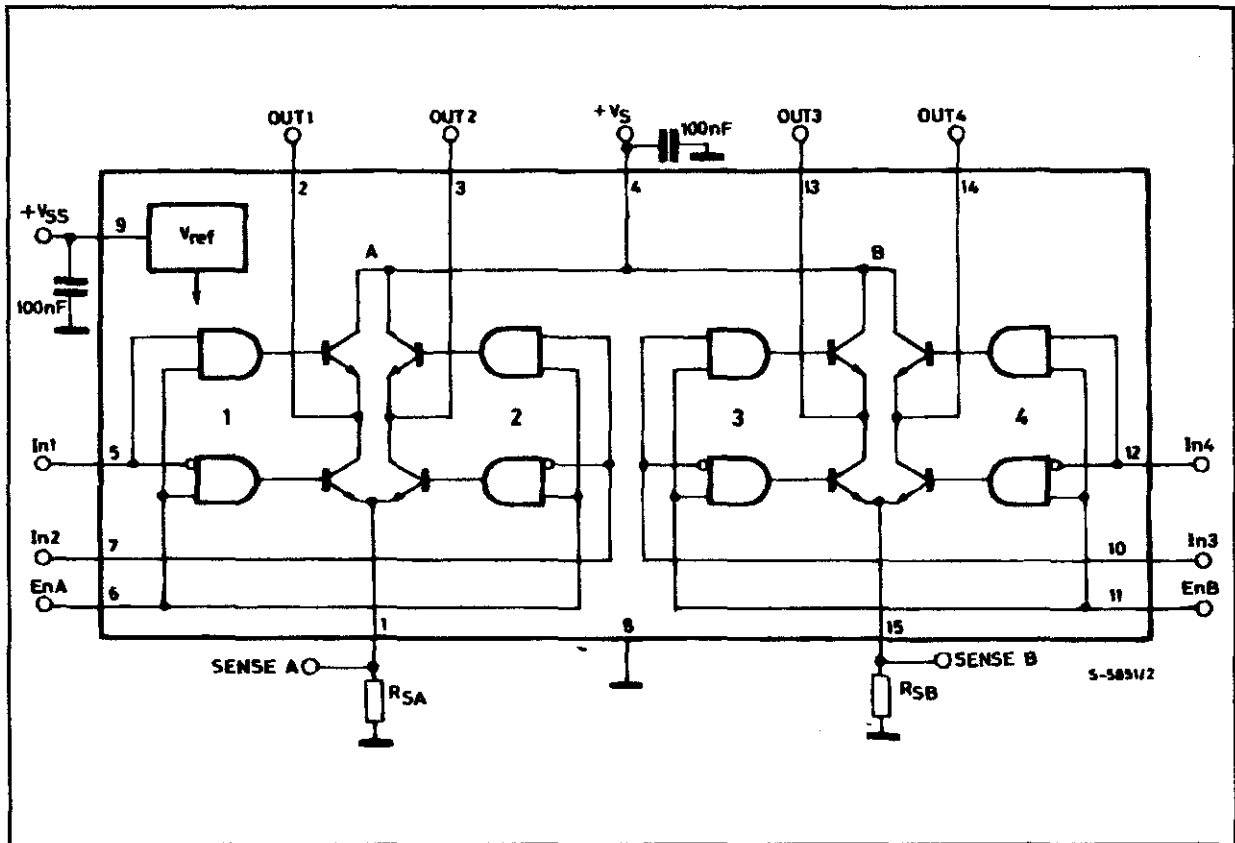 OUT1 OUT2 +VS 100nF OUT3 OUT4
2 3 4 13 14
+VSS 9 Vref
A B
100nF
1 2 3 4
In1 5 12 In4
In2 7 10 In3
EnA 6 11 EnB
1 8 15
SENSE A SENSE B
RSA RSB S-5851/2